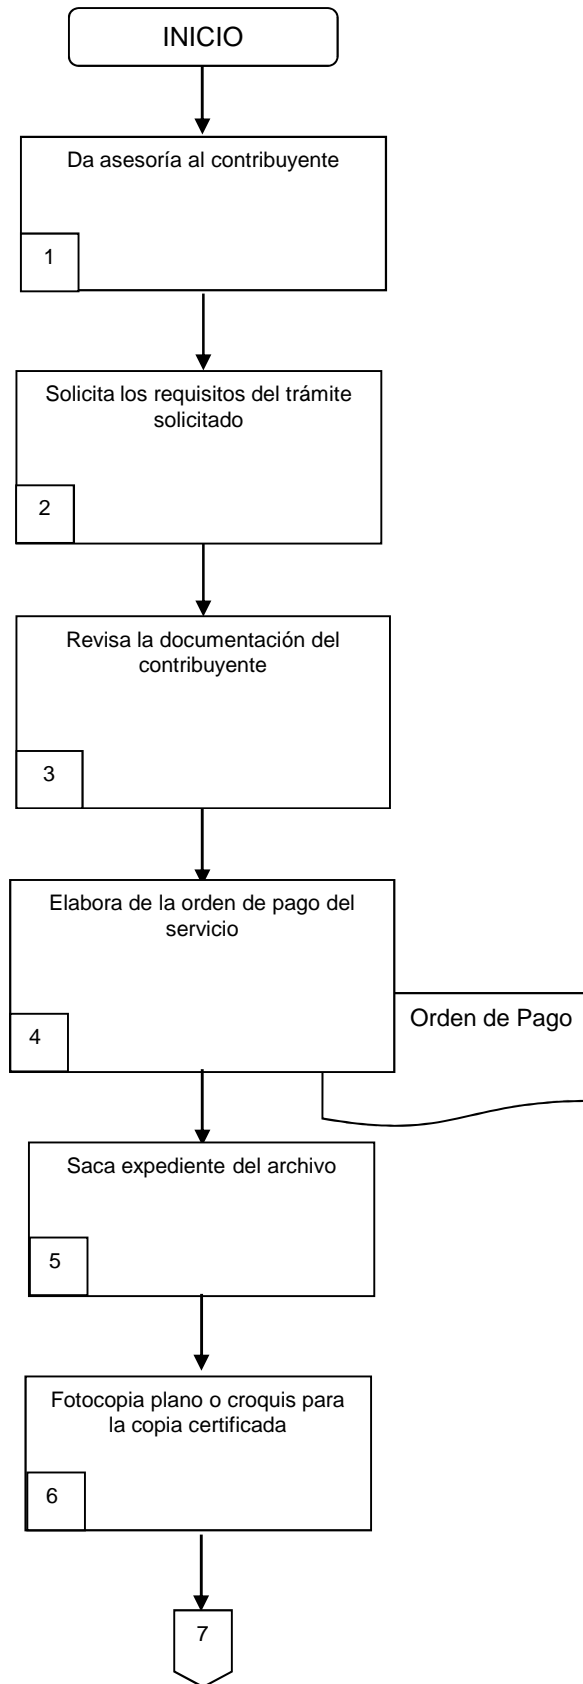 INICIO
Da asesoría al contribuyente
1
Solicita los requisitos del trámite
solicitado
2
Revisa la documentación del
contribuyente
3
Elabora de la orden de pago del
servicio
4
Orden de Pago
Saca expediente del archivo
5
Fotocopia plano o croquis para
la copia certificada
6
7